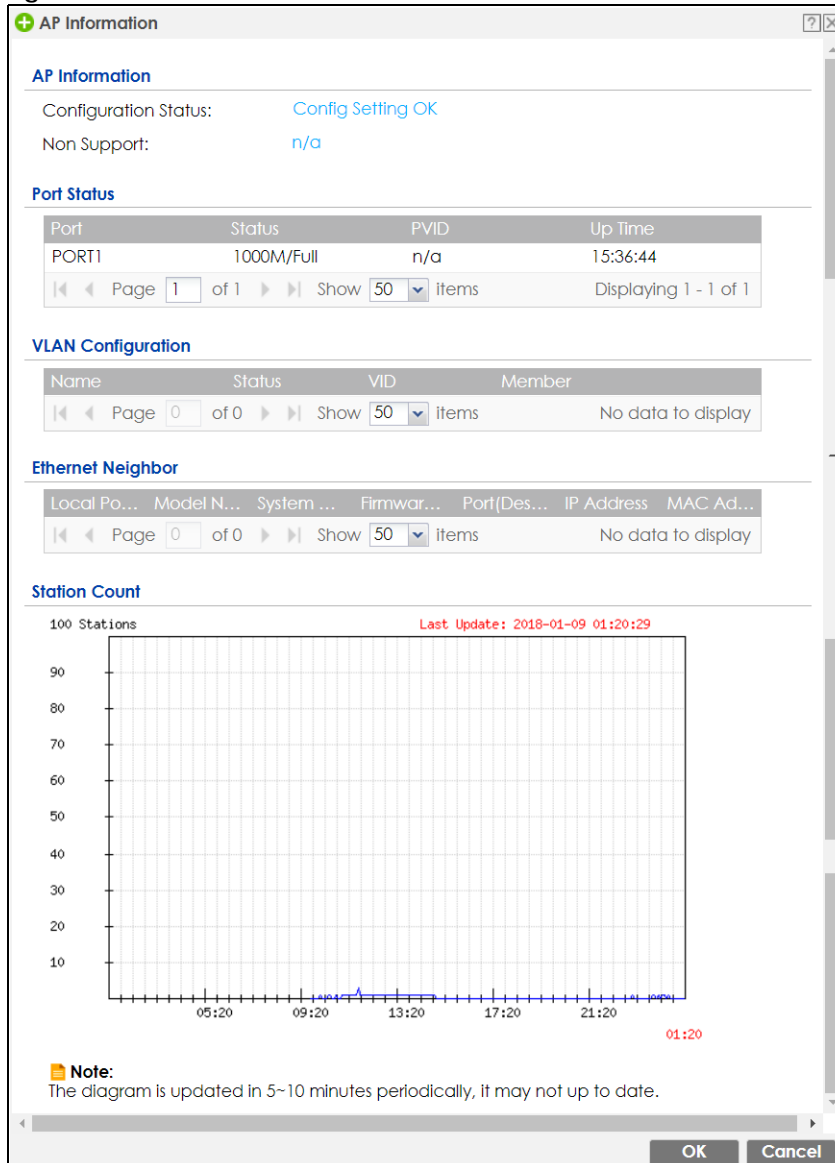 AP Information
AP Information
Configuration Status: Config Setting OK
Non Support: n/a
Port Status
Port Status PVID Up Time
PORT1 1000M/Full n/a 15:36:44
Page 1 of 1 Show 50 items Displaying 1 - 1 of 1
VLAN Configuration
Name Status VID Member
Page 0 of 0 Show 50 items No data to display
Ethernet Neighbor
Local Po... Model N... System ... Firmwar... Port(Des... IP Address MAC Ad...
Page 0 of 0 Show 50 items No data to display
Station Count
100 Stations Last Update: 2018-01-09 01:20:29
90
80
70
60
50
40
30
20
10
05:20 09:20 13:20 17:20 21:20
01:20
Note:
The diagram is updated in 5~10 minutes periodically, it may not up to date.
OK Cancel